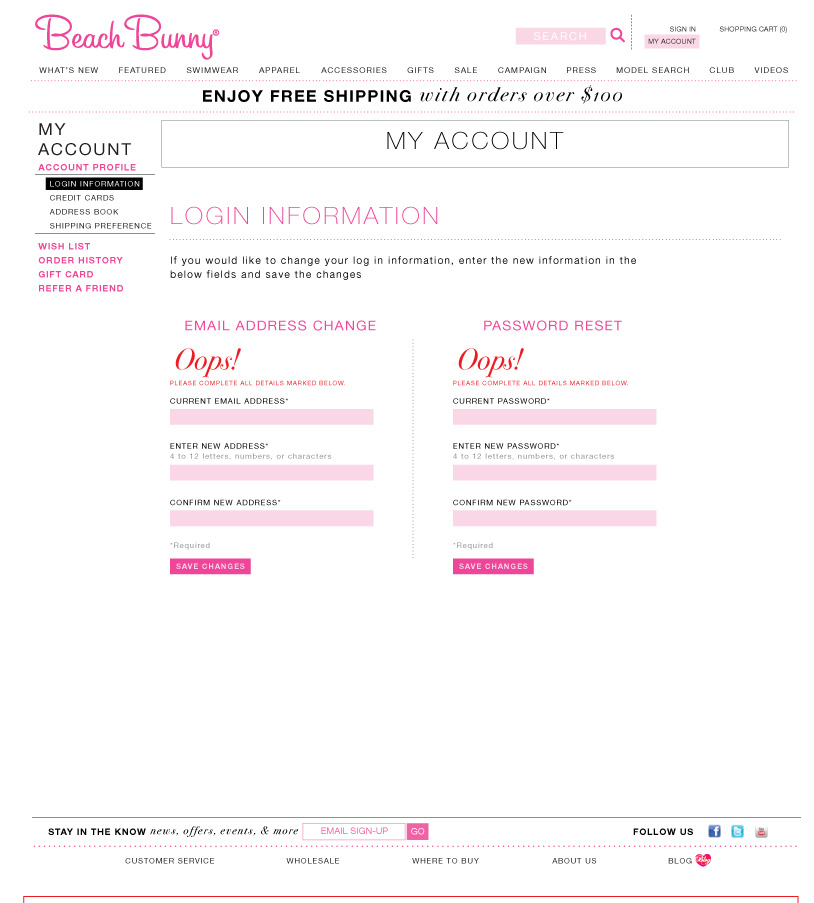 Beach Bunny®
SEARCH
SIGN IN
SHOPPING CART (0)
MY ACCOUNT
WHAT'S NEW FEATURED SWIMWEAR APPAREL ACCESSORIES GIFTS SALE CAMPAIGN PRESS MODEL SEARCH CLUB VIDEOS
ENJOY FREE SHIPPING with orders over $100
MY
ACCOUNT
ACCOUNT PROFILE
LOGIN INFORMATION
CREDIT CARDS
ADDRESS BOOK
SHIPPING PREFERENCE
WISH LIST
ORDER HISTORY
GIFT CARD
REFER A FRIEND
MY ACCOUNT
LOGIN INFORMATION
If you would like to change your log in information, enter the new information in the
below fields and save the changes
EMAIL ADDRESS CHANGE
Oops!
PLEASE COMPLETE ALL DETAILS MARKED BELOW.
CURRENT EMAIL ADDRESS*
ENTER NEW ADDRESS*
4 to 12 letters, numbers, or characters
CONFIRM NEW ADDRESS*
*Required
SAVE CHANGES
PASSWORD RESET
Oops!
PLEASE COMPLETE ALL DETAILS MARKED BELOW.
CURRENT PASSWORD*
ENTER NEW PASSWORD*
4 to 12 letters, numbers, or characters
CONFIRM NEW PASSWORD*
*Required
SAVE CHANGES
STAY IN THE KNOW news, offers, events, & more EMAIL SIGN-UP GO
FOLLOW US
CUSTOMER SERVICE WHOLESALE WHERE TO BUY ABOUT US BLOG